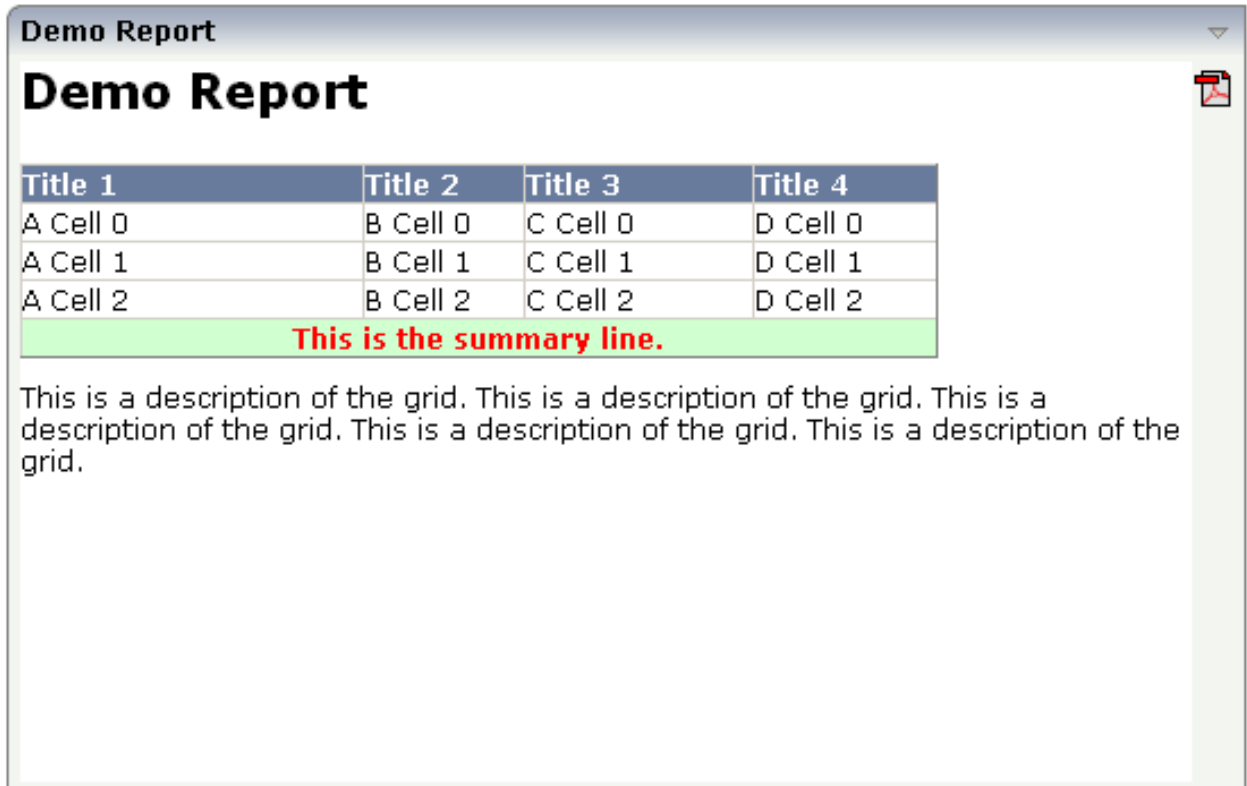 Demo Report
Demo Report
Title 1 Title 2 Title 3 Title 4
A Cell 0 B Cell 0 C Cell 0 D Cell 0
A Cell 1 B Cell 1 C Cell 1 D Cell 1
A Cell 2 B Cell 2 C Cell 2 D Cell 2
This is the summary line.
This is a description of the grid. This is a description of the grid. This is a
description of the grid. This is a description of the grid. This is a description of the
grid.